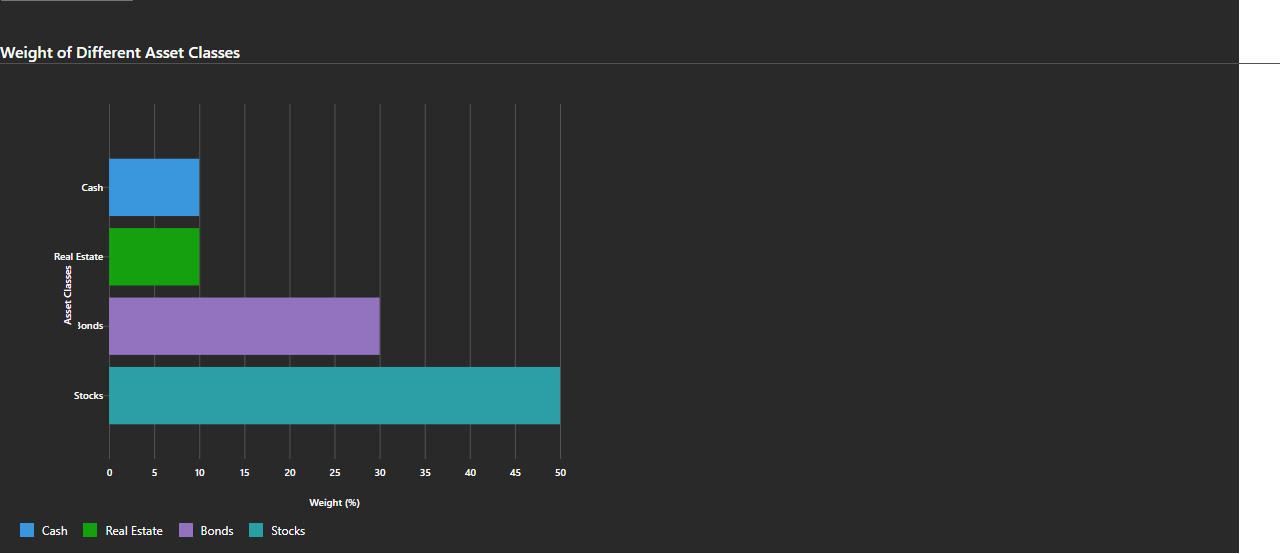 Weight of Different Asset Classes
Cash
Real Estate
Asset Classes
Bonds
Stocks
0 5 10 15 20 25 30 35 40 45 50
Weight (%)
Cash Real Estate Bonds Stocks